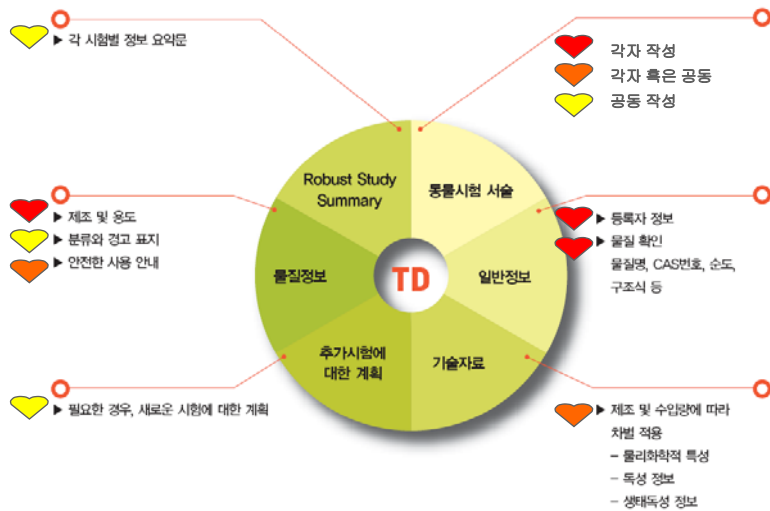 ▶ 각 시험별 정보 요약문
각자 작성
각자 혹은 공동
공동 작성
Robust Study
Summary
동물시험 서술
▶ 제조 및 용도
▶ 분류와 경고 표지
▶ 안전한 사용 안내
▶ 등록자 정보
▶ 물질 확인
물질명, CAS번호, 순도,
구조식 등
물질정보
TD
일반정보
추가시험에
대한 계획
기술자료
▶ 필요한 경우, 새로운 시험에 대한 계획
▶ 제조 및 수입량에 따라
차별 적용
– 물리화학적 특성
– 독성 정보
– 생태독성 정보